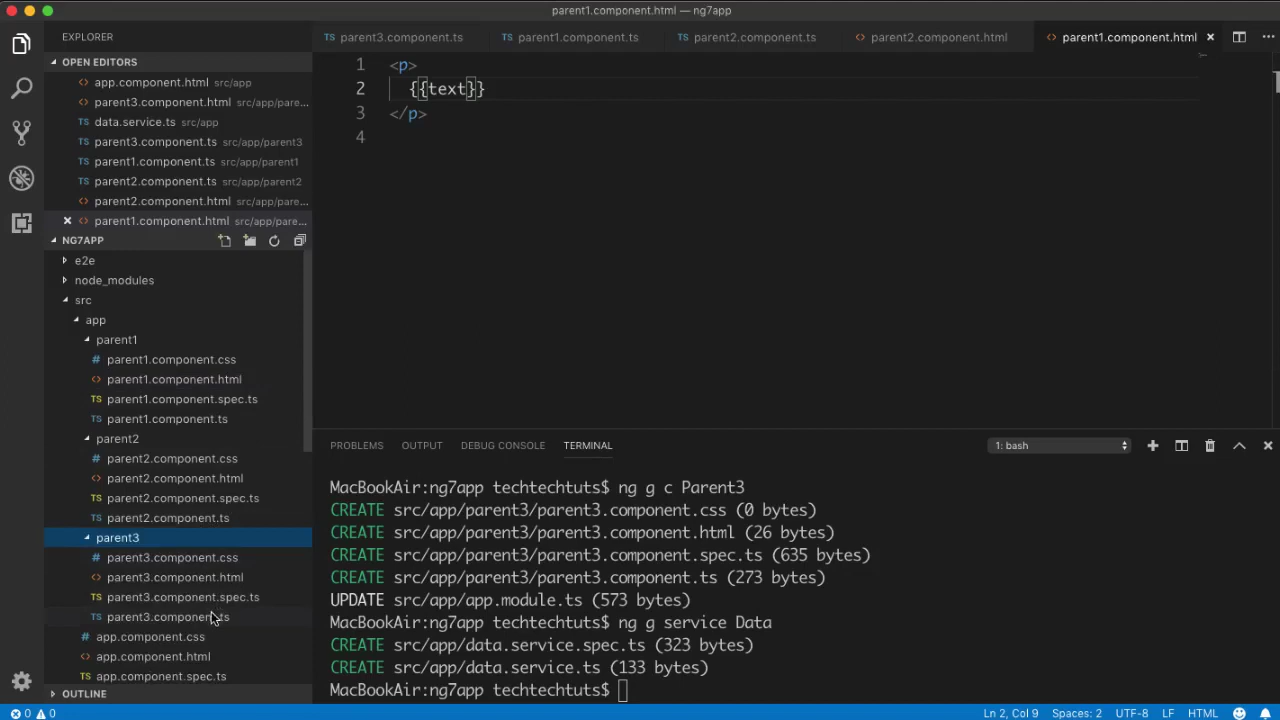 parent1.component.html — ng7app
EXPLORER
OPEN EDITORS
<> app.component.html src/app
<> parent3.component.html src/app/pare...
TS data.service.ts src/app
TS parent3.component.ts src/app/parent3
TS parent1.component.ts src/app/parent1
TS parent2.component.ts src/app/parent2
<> parent2.component.html src/app/pare...
<> parent1.component.html src/app/pare...
NG7APP
e2e
node_modules
src
app
parent1
# parent1.component.css
<> parent1.component.html
TS parent1.component.spec.ts
TS parent1.component.ts
parent2
# parent2.component.css
<> parent2.component.html
TS parent2.component.spec.ts
TS parent2.component.ts
parent3
# parent3.component.css
<> parent3.component.html
TS parent3.component.spec.ts
TS parent3.component.ts
# app.component.css
<> app.component.html
TS app.component.spec.ts
OUTLINE
TS parent3.component.ts TS parent1.component.ts TS parent2.component.ts <> parent2.component.html <> parent1.component.html
1 <p>
2 {{text}}
3 </p>
4
PROBLEMS OUTPUT DEBUG CONSOLE TERMINAL 1: bash
MacBookAir:ng7app techtechtuts$ ng g c Parent3
CREATE src/app/parent3/parent3.component.css (0 bytes)
CREATE src/app/parent3/parent3.component.html (26 bytes)
CREATE src/app/parent3/parent3.component.spec.ts (635 bytes)
CREATE src/app/parent3/parent3.component.ts (273 bytes)
UPDATE src/app/app.module.ts (573 bytes)
MacBookAir:ng7app techtechtuts$ ng g service Data
CREATE src/app/data.service.spec.ts (323 bytes)
CREATE src/app/data.service.ts (133 bytes)
MacBookAir:ng7app techtechtuts$
0 0 Ln 2, Col 9 Spaces: 2 UTF-8 LF HTML